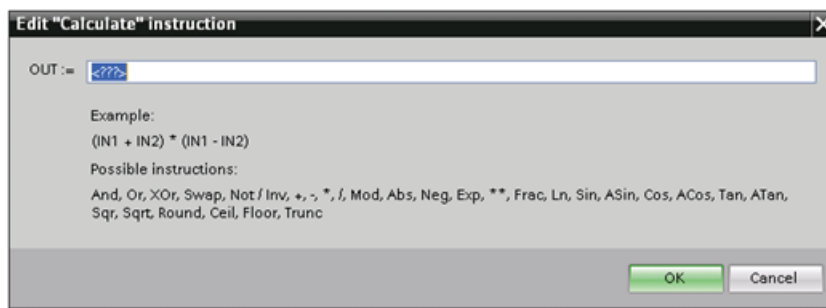 Edit "Calculate" instruction
OUT := <???>
Example:
(IN1 + IN2) * (IN1 - IN2)
Possible instructions:
And, Or, XOr, Swap, Not / Inv, +, -, *, /, Mod, Abs, Neg, Exp, **, Frac, Ln, Sin, ASin, Cos, ACos, Tan, ATan,
Sqr, Sqrt, Round, Ceil, Floor, Trunc
OK Cancel